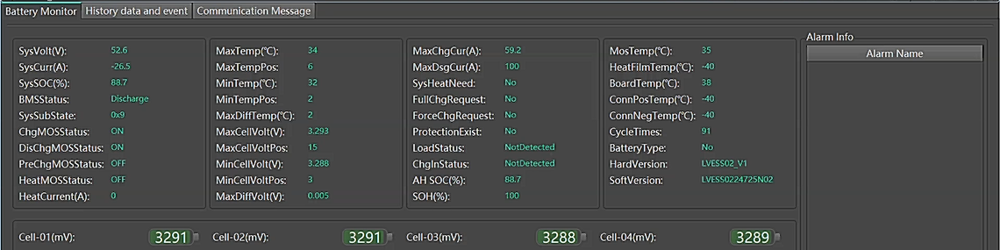 Battery Monitor History data and event Communication Message
SysVolt(V): 52.6
SysCurr(A): -26.5
SysSOC(%): 88.7
BMSStatus: Discharge
SysSubState: 0x9
ChgMOSStatus: ON
DisChgMOSStatus: ON
PreChgMOSStatus: OFF
HeatMOSStatus: OFF
HeatCurrent(A): 0
MaxTemp(℃): 34
MaxTempPos: 6
MinTemp(℃): 32
MinTempPos: 2
MaxDiffTemp(℃): 2
MaxCellVolt(V): 3.293
MaxCellVoltPos: 15
MinCellVolt(V): 3.288
MinCellVoltPos: 3
MaxDiffVolt(V): 0.005
MaxChgCur(A): 59.2
MaxDsgCur(A): 100
SysHeatNeed: No
FullChgRequest: No
ForceChgRequest: No
ProtectionExist: No
LoadStatus: NotDetected
ChgInStatus: NotDetected
AH SOC(%): 88.7
SOH(%): 100
MosTemp(℃): 35
HeatFilmTemp(℃): -40
BoardTemp(℃): 38
ConnPosTemp(℃): -40
ConnNegTemp(℃): -40
CycleTimes: 91
BatteryType: No
HardVersion: LVESS02_V1
SoftVersion: LVESS0224725N02
Alarm Info
Alarm Name
Cell-01(mV): 3291 Cell-02(mV): 3291 Cell-03(mV): 3288 Cell-04(mV): 3289